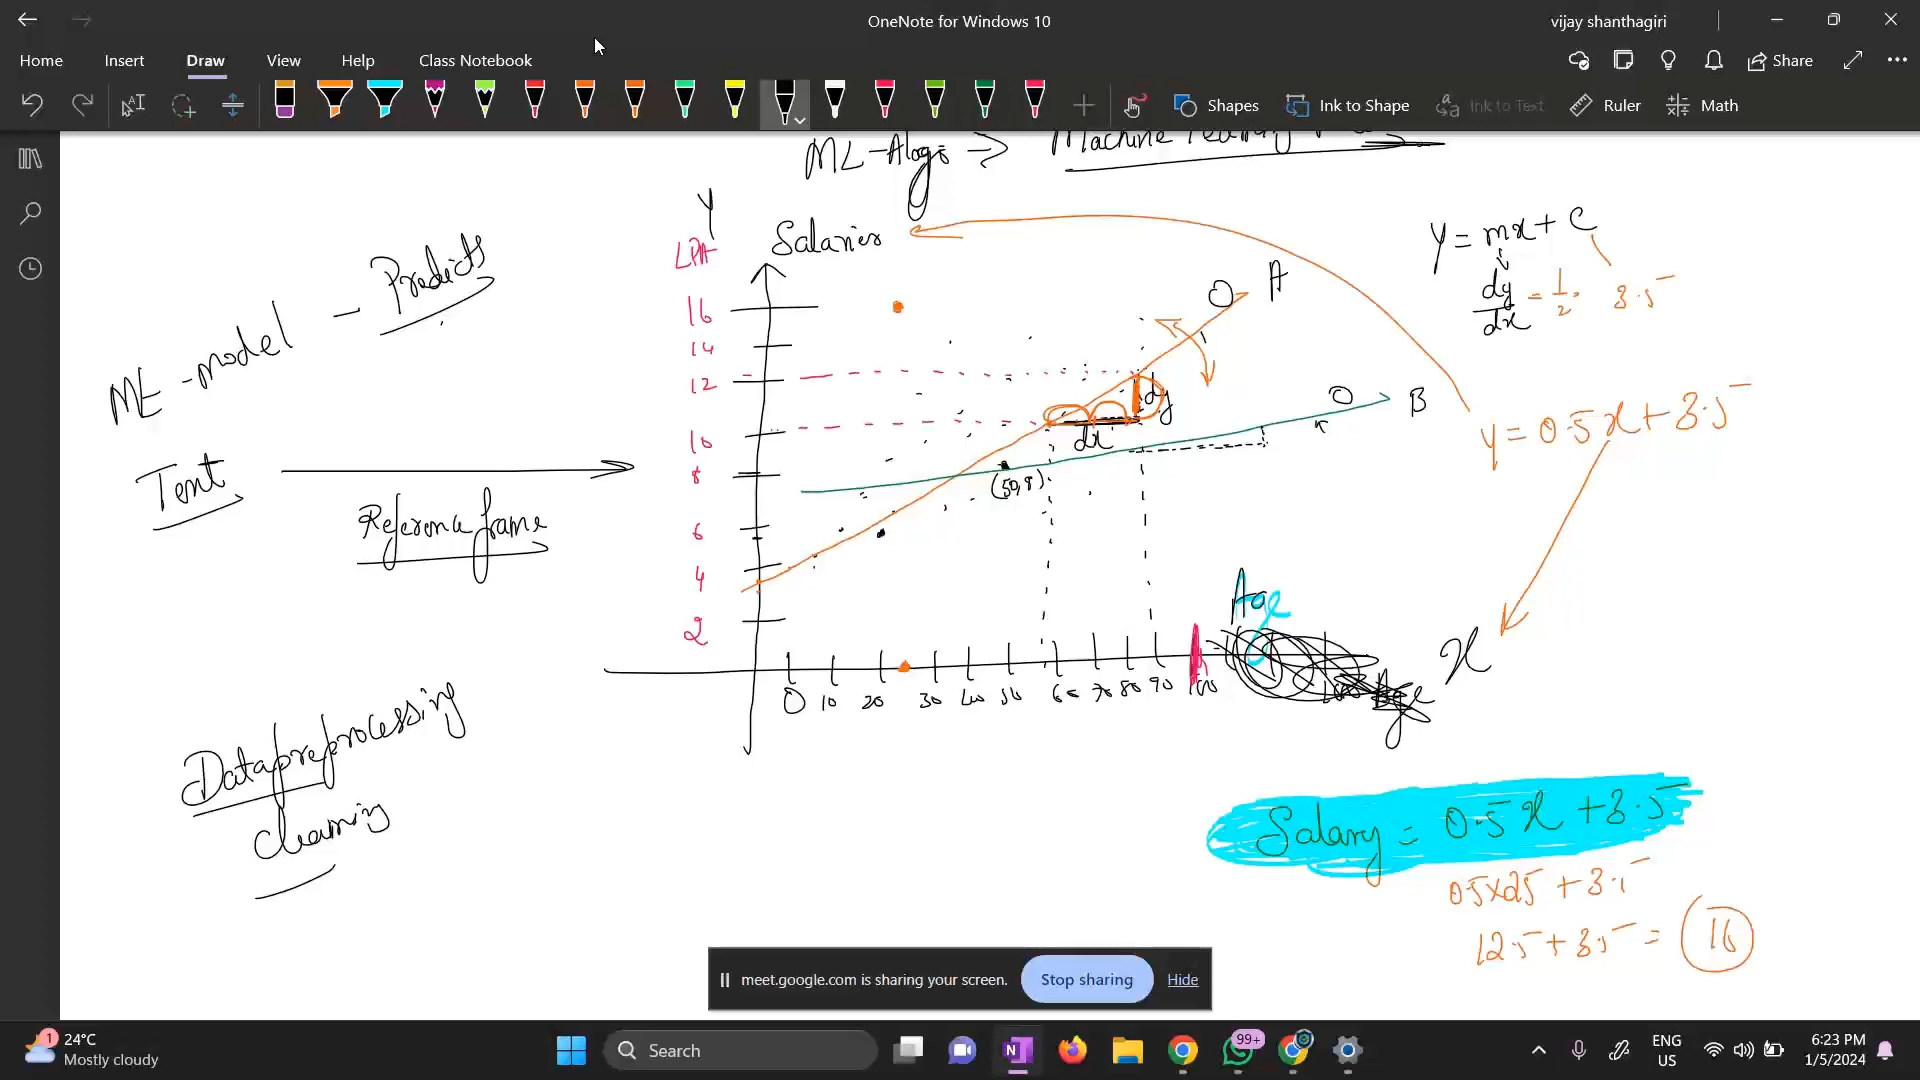 OneNote for Windows 10
vijay shanthagiri
Home Insert Draw View Help Class Notebook
Share
Shapes Ink to Shape Ink to Text Ruler Math
ML-Alogs → Machine
Y
LPA
Salaries
16
14
12
10
8
6
4
2
O A
O B
dy
dx
(50,8)
0 10 20 30 40 50 60 70 80 90 100
Age
x
Y = mx + C
dy/dx = 1/2 3.5
y = 0.5x + 3.5
ML-model - Predicts
Text
Reference frame
Datapreprocessing
cleaning
Salary = 0.5x + 3.5
0.5x25 + 3.5
12.5 + 3.5 = 16
meet.google.com is sharing your screen. Stop sharing Hide
1
24°C
Mostly cloudy
Search
99+
ENG
US
6:23 PM
1/5/2024